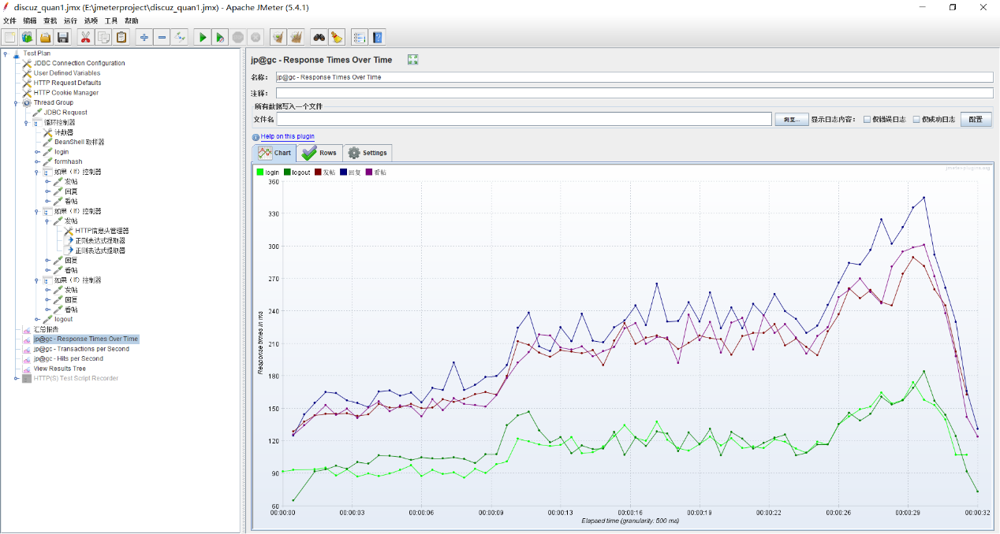 discuz_quan1.jmx (E:\jmeterproject\discuz_quan1.jmx) - Apache JMeter (5.4.1)
文件 编辑 查找 运行 选项 工具 帮助
Test Plan
JDBC Connection Configuration
User Defined Variables
HTTP Request Defaults
HTTP Cookie Manager
Thread Group
JDBC Request
循环控制器
计数器
BeanShell 取样器
login
formhash
如果（If）控制器
发帖
回复
看帖
如果（If）控制器
发帖
HTTP信息头管理器
正则表达式提取器
正则表达式提取器
回复
看帖
如果（If）控制器
发帖
回复
看帖
logout
汇总报告
jp@gc - Response Times Over Time
jp@gc - Transactions per Second
jp@gc - Hits per Second
View Results Tree
HTTP(S) Test Script Recorder
jp@gc - Response Times Over Time
名称： jp@gc - Response Times Over Time
注释：
所有数据写入一个文件
文件名 浏览... 显示日志内容： 仅错误日志 仅成功日志 配置
Help on this plugin
Chart Rows Settings
login logout 发帖 回复 看帖
jmeter-plugins.org
360
330
300
270
240
210
180
150
120
90
60
Response times in ms
00:00:00 00:00:03 00:00:06 00:00:09 00:00:13 00:00:16 00:00:19 00:00:22 00:00:26 00:00:29 00:00:32
Elapsed time (granularity: 500 ms)